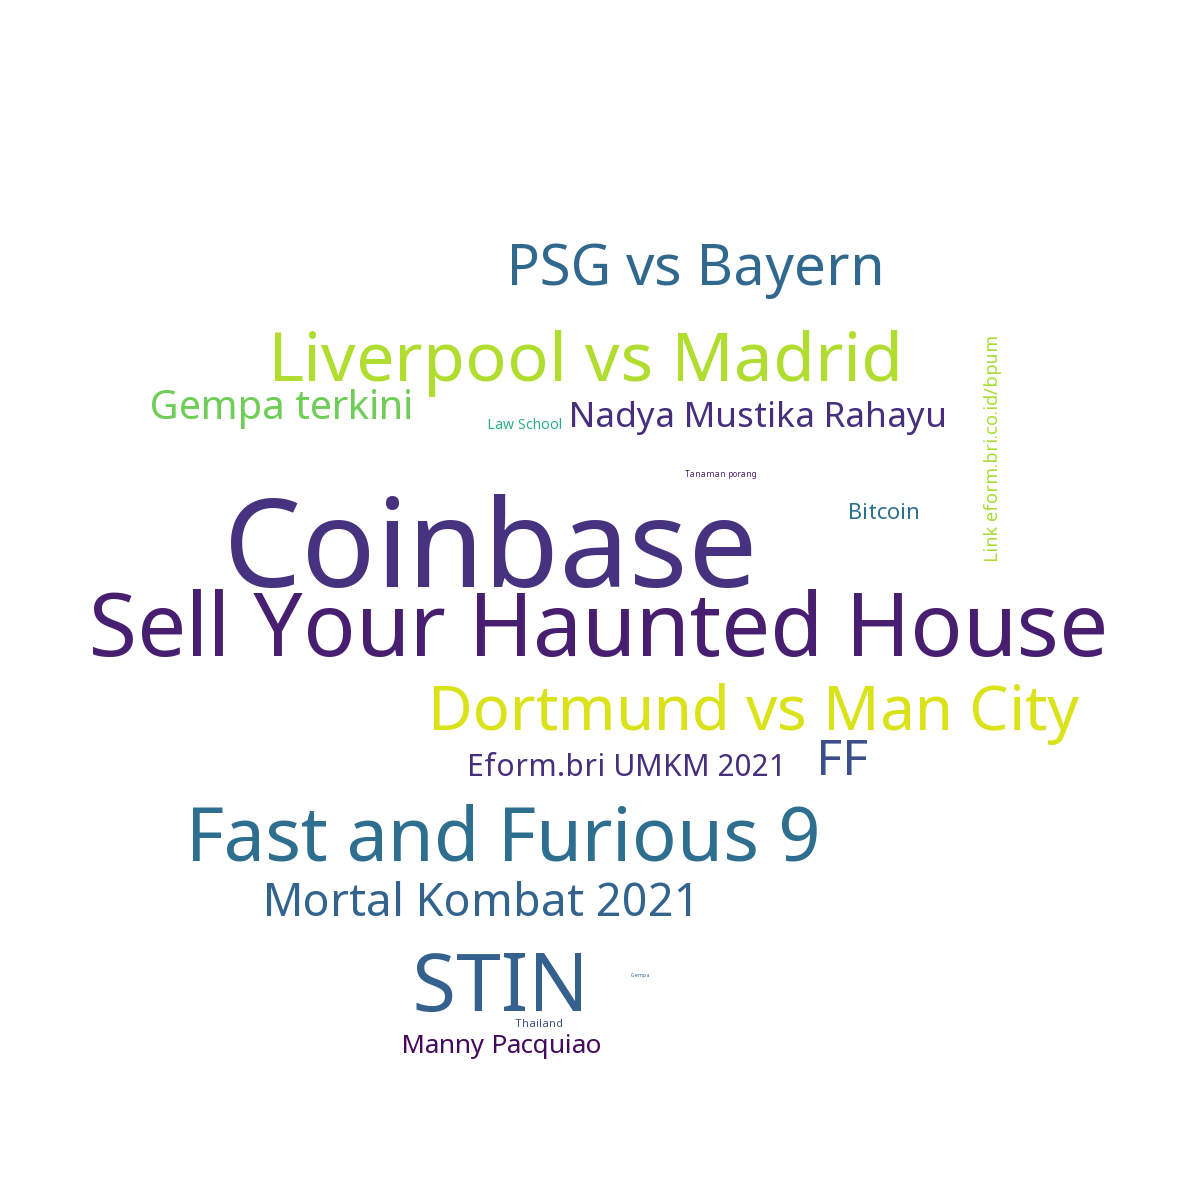 PSG vs Bayern
Liverpool vs Madrid
Gempa terkini
Law School
Nadya Mustika Rahayu
Link eform.bri.co.id/bpum
Tanaman porang
Bitcoin
Coinbase
Sell Your Haunted House
Dortmund vs Man City
Eform.bri UMKM 2021
FF
Fast and Furious 9
Mortal Kombat 2021
STIN
Gempa
Thailand
Manny Pacquiao